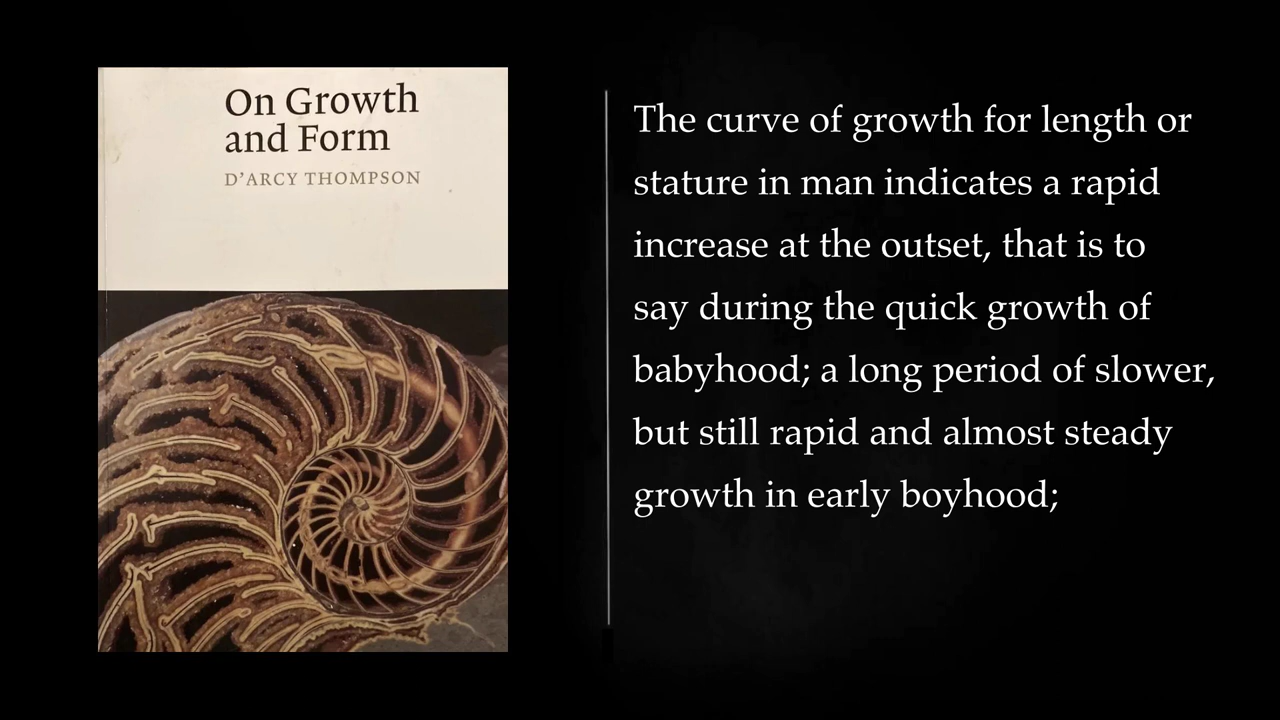 On Growth
and Form
D'ARCY THOMPSON
The curve of growth for length or
stature in man indicates a rapid
increase at the outset, that is to
say during the quick growth of
babyhood; a long period of slower,
but still rapid and almost steady
growth in early boyhood;